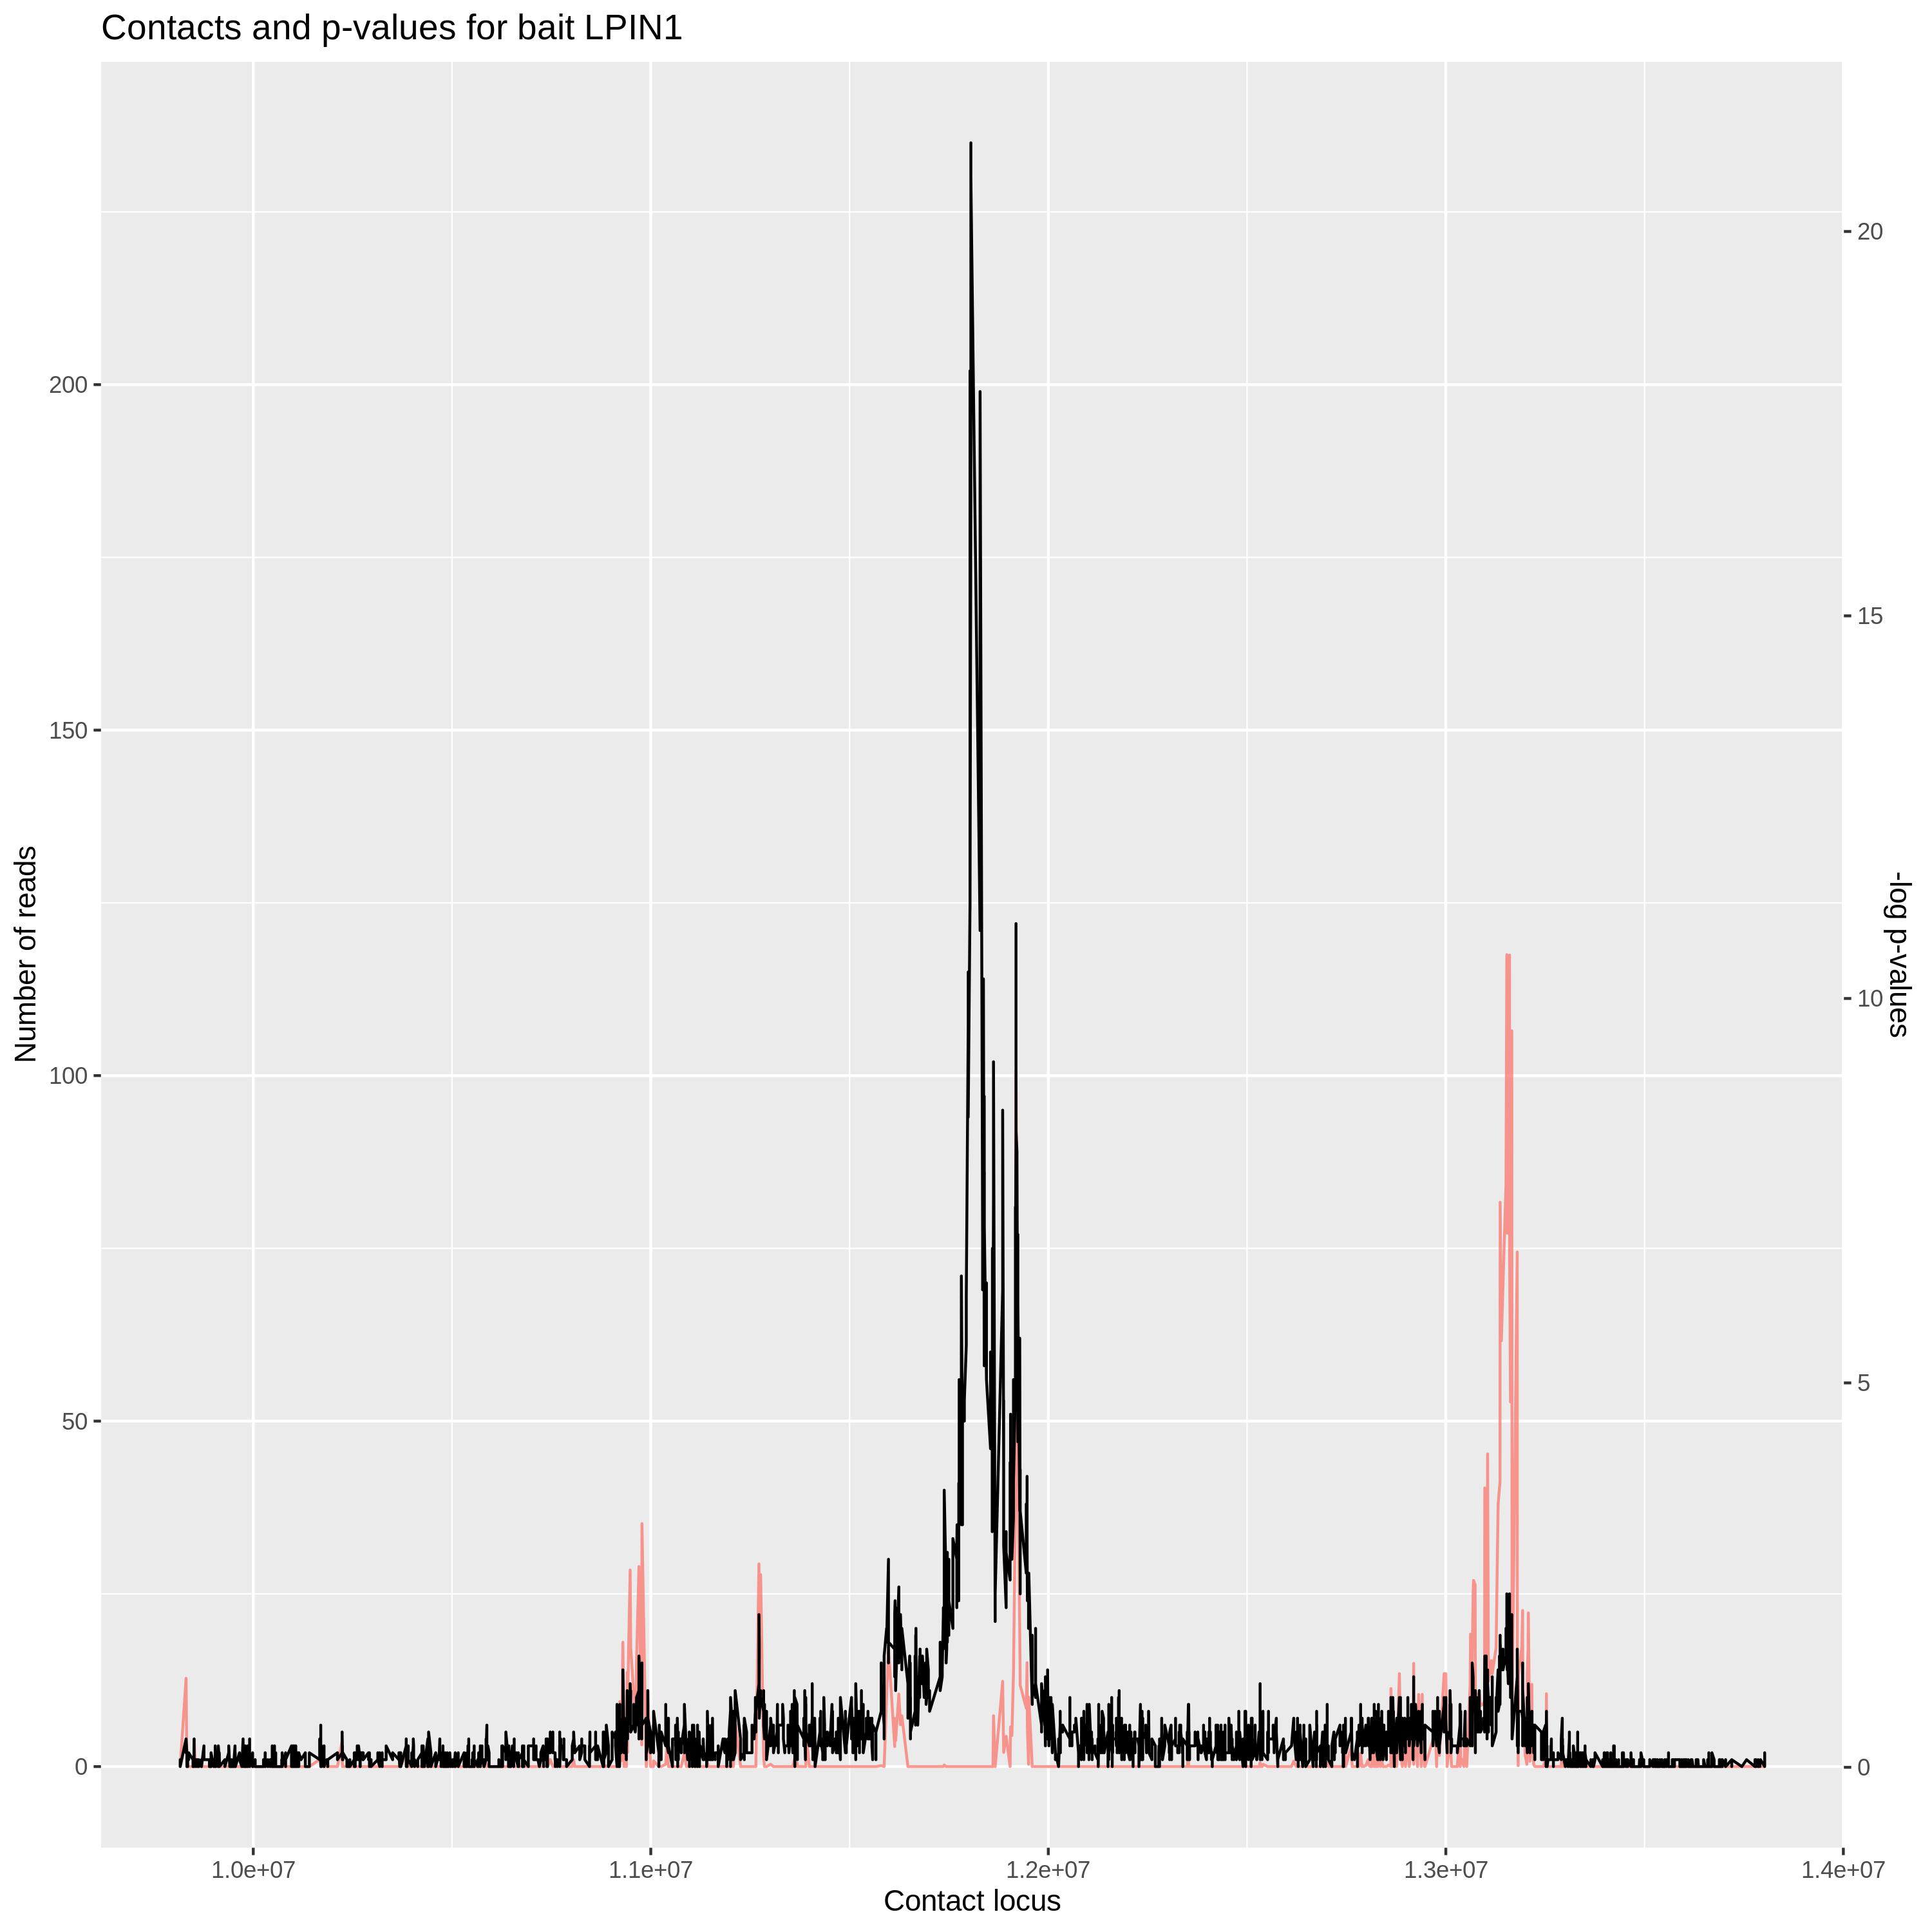 Contacts and p-values for bait LPIN1
Number of reads
200
150
100
50
0
20
15
10
5
0
-log p-values
1.0e+07 1.1e+07 1.2e+07 1.3e+07 1.4e+07
Contact locus